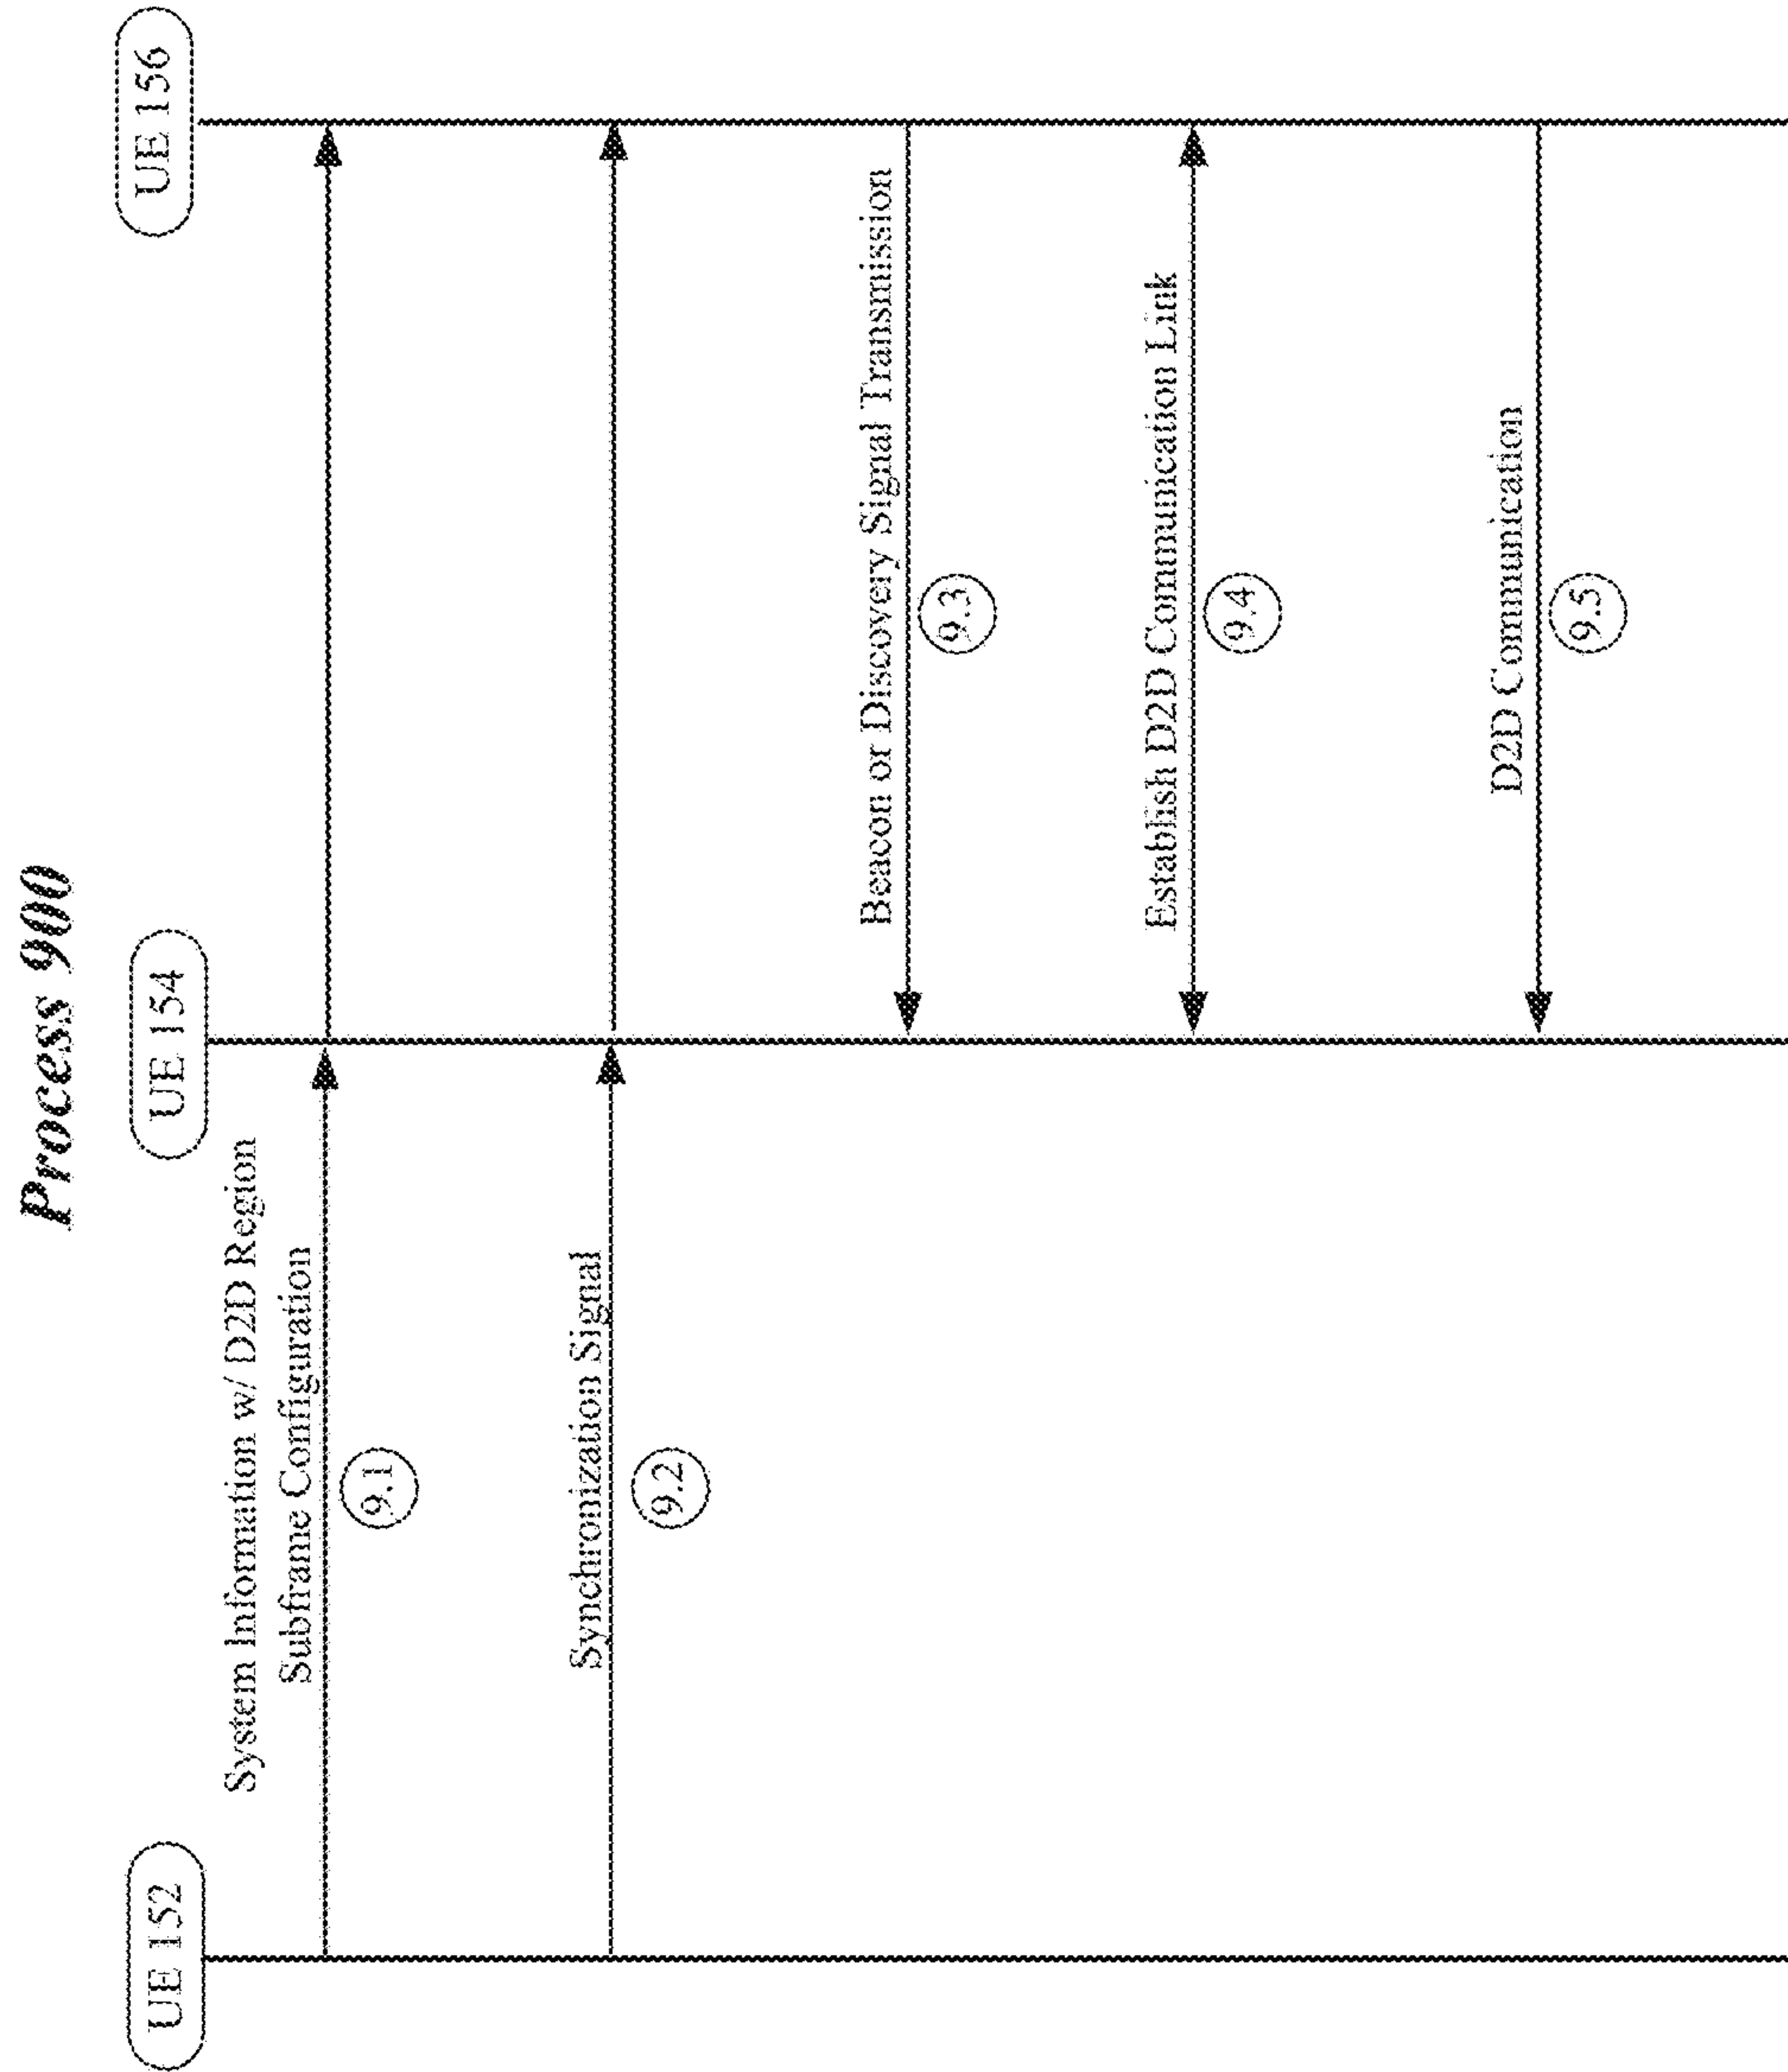 Process 900
UE 152
UE 154
UE 156
System Information w/ D2D Region
Subframe Configuration
9.1
Synchronization Signal
9.2
Beacon or Discovery Signal Transmission
9.3
Establish D2D Communication Link
9.4
D2D Communication
9.5